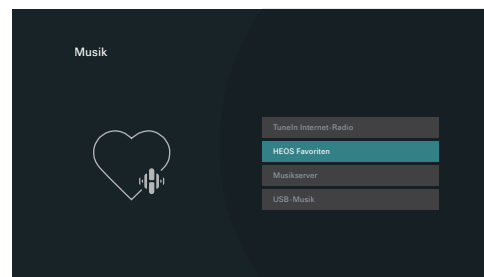 Musik
TuneIn Internet-Radio
HEOS Favoriten
Musikserver
USB-Musik